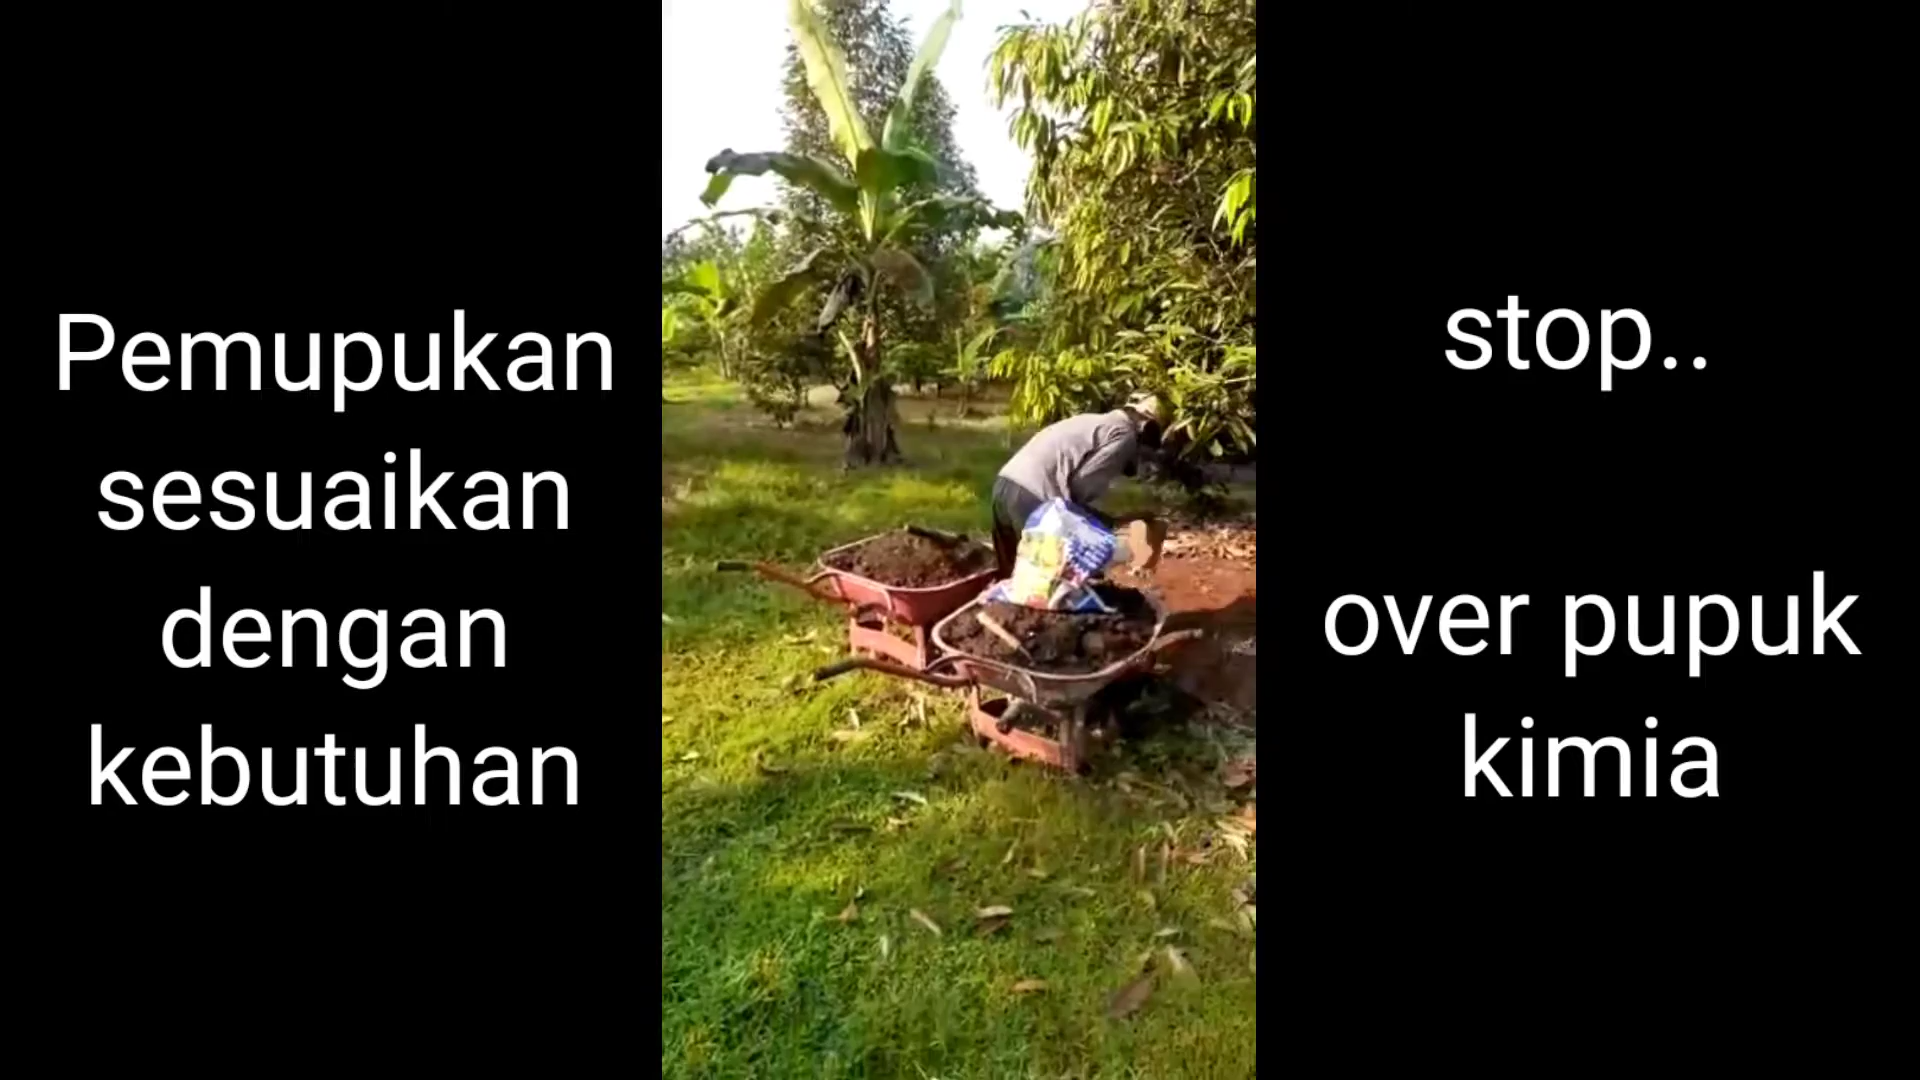 Pemupukan
sesuaikan
dengan
kebutuhan
stop..
over pupuk
kimia